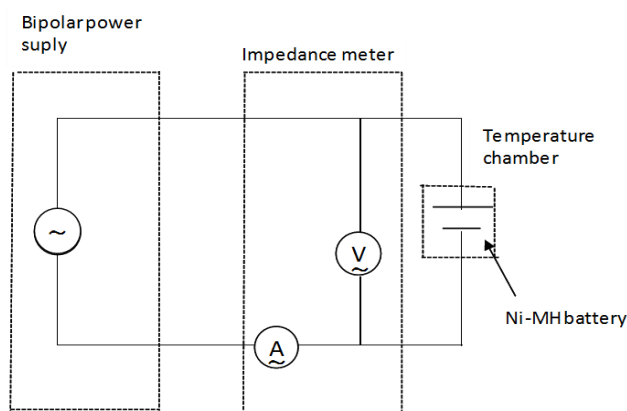 Bipolar power
suply
Impedance meter
Temperature
chamber
~
V
~
A
~
Ni-MH battery